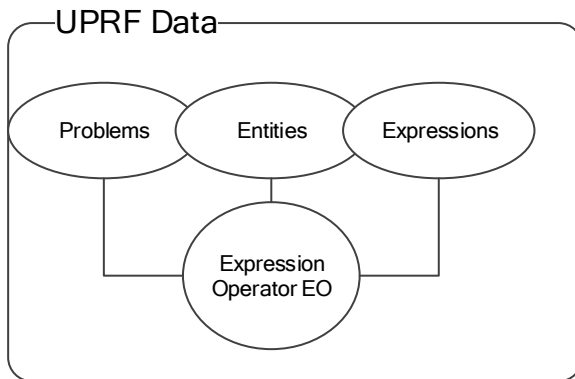 UPRF Data
Problems
Entities
Expressions
Expression
Operator EO